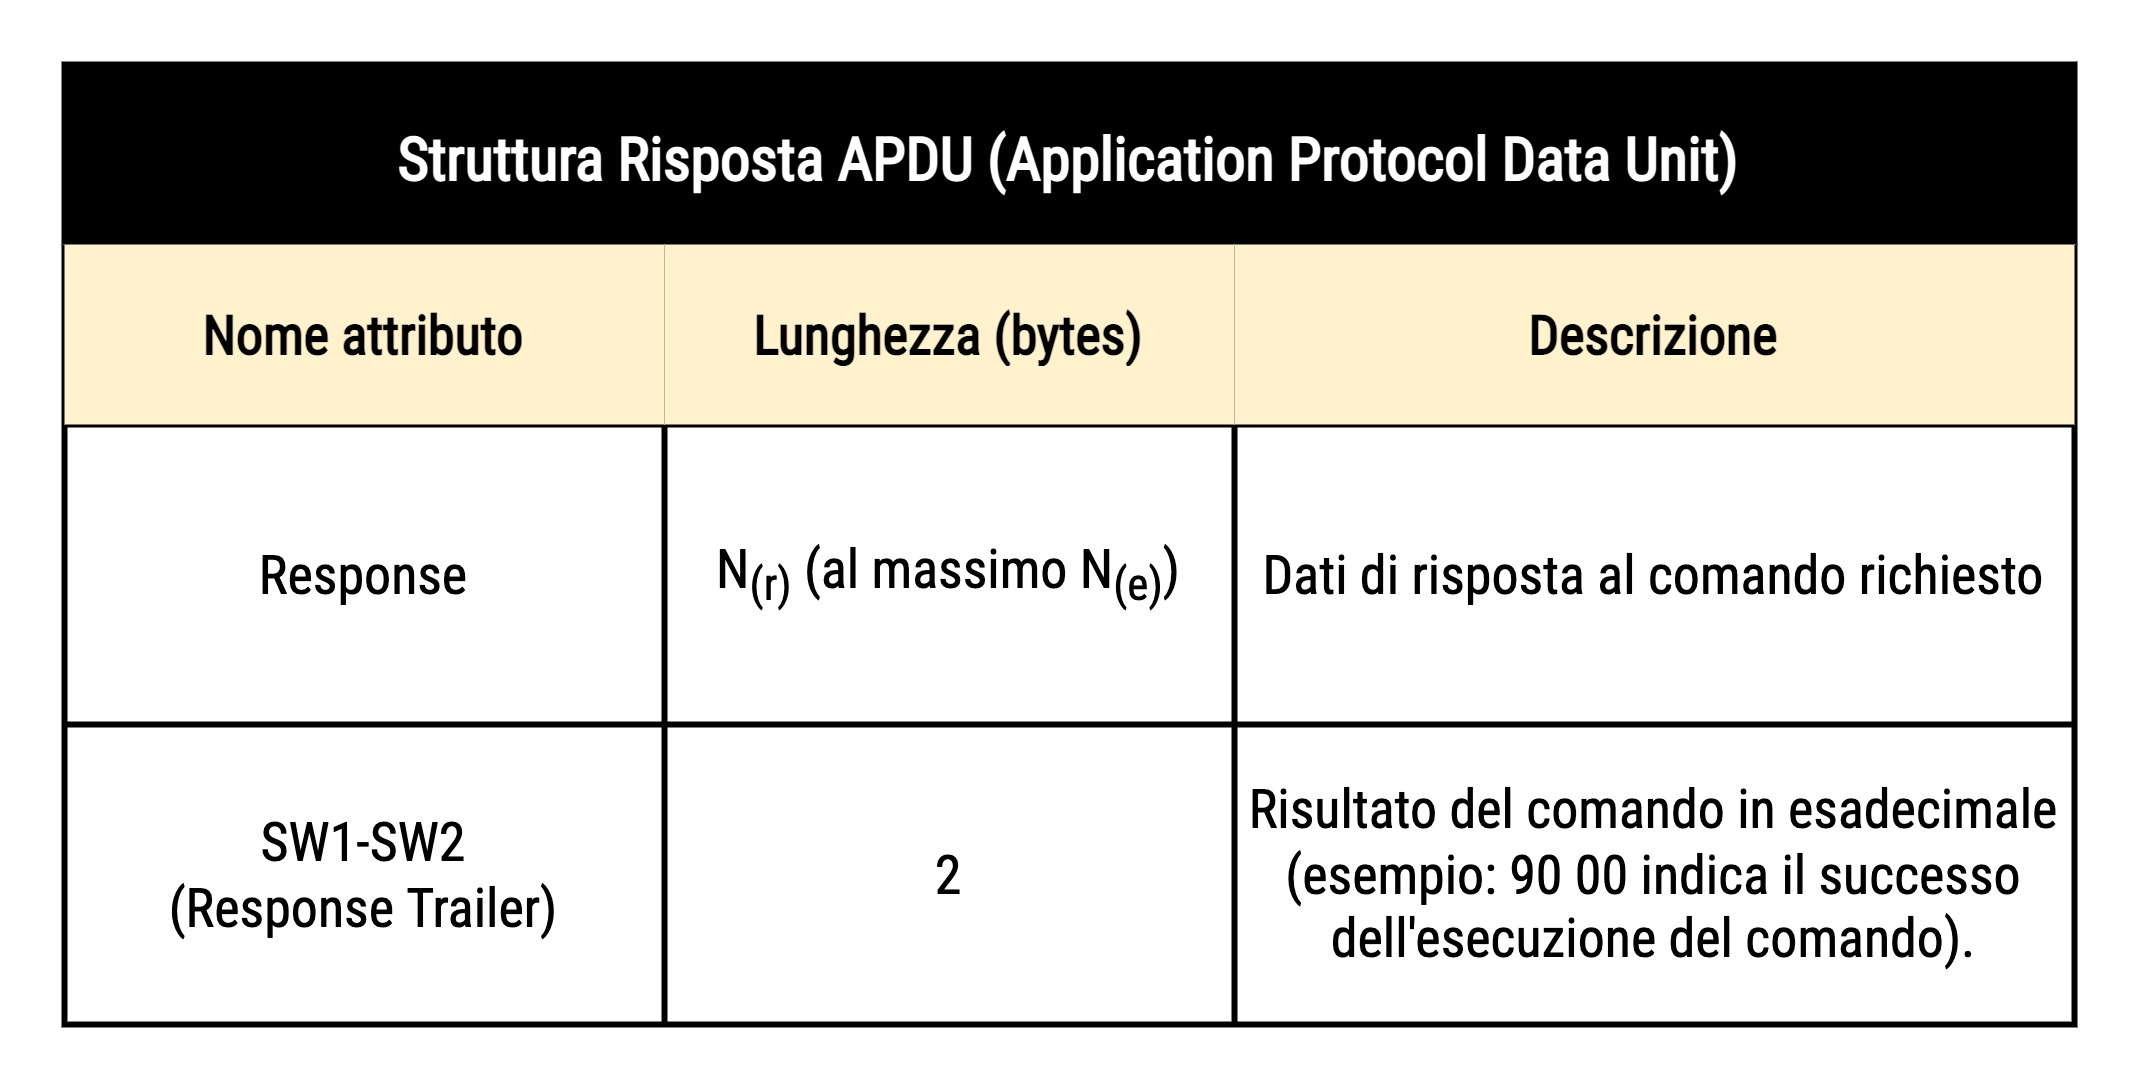 Struttura Risposta APDU (Application Protocol Data Unit)
Nome attributo
Lunghezza (bytes)
Descrizione
Response
N(r) (al massimo N(e))
Dati di risposta al comando richiesto
SW1-SW2
(Response Trailer)
2
Risultato del comando in esadecimale
(esempio: 90 00 indica il successo
dell'esecuzione del comando).